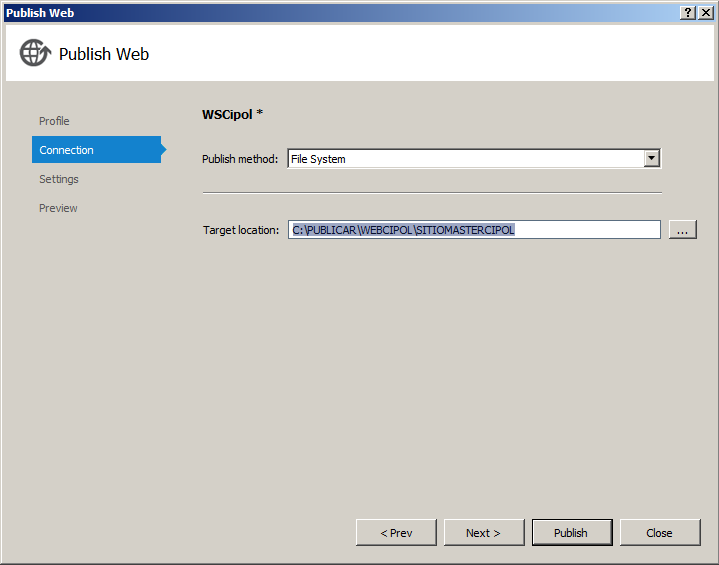 Publish Web
Publish Web
Profile
Connection
Settings
Preview
WSCipol *
Publish method: File System
Target location: C:\PUBLICAR\WEBCIPOL\SITIOMASTERCIPOL ...
< Prev Next > Publish Close